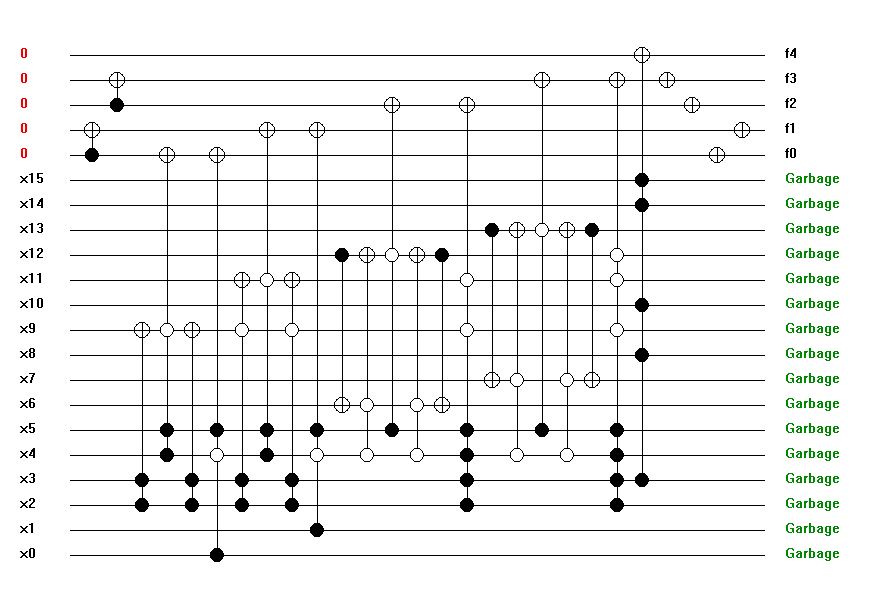 0 f4
0 f3
0 f2
0 f1
0 f0
x15 Garbage
x14 Garbage
x13 Garbage
x12 Garbage
x11 Garbage
x10 Garbage
x9 Garbage
x8 Garbage
x7 Garbage
x6 Garbage
x5 Garbage
x4 Garbage
x3 Garbage
x2 Garbage
x1 Garbage
x0 Garbage